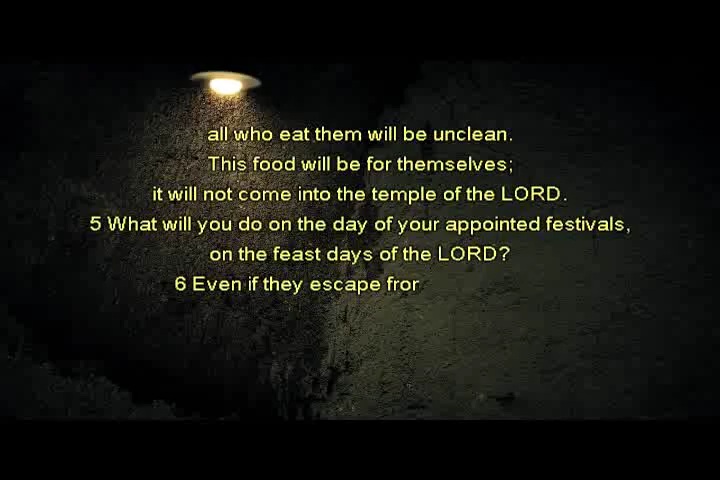 all who eat them will be unclean.
This food will be for themselves;
it will not come into the temple of the LORD.
5 What will you do on the day of your appointed festivals,
on the feast days of the LORD?
6 Even if they escape fror